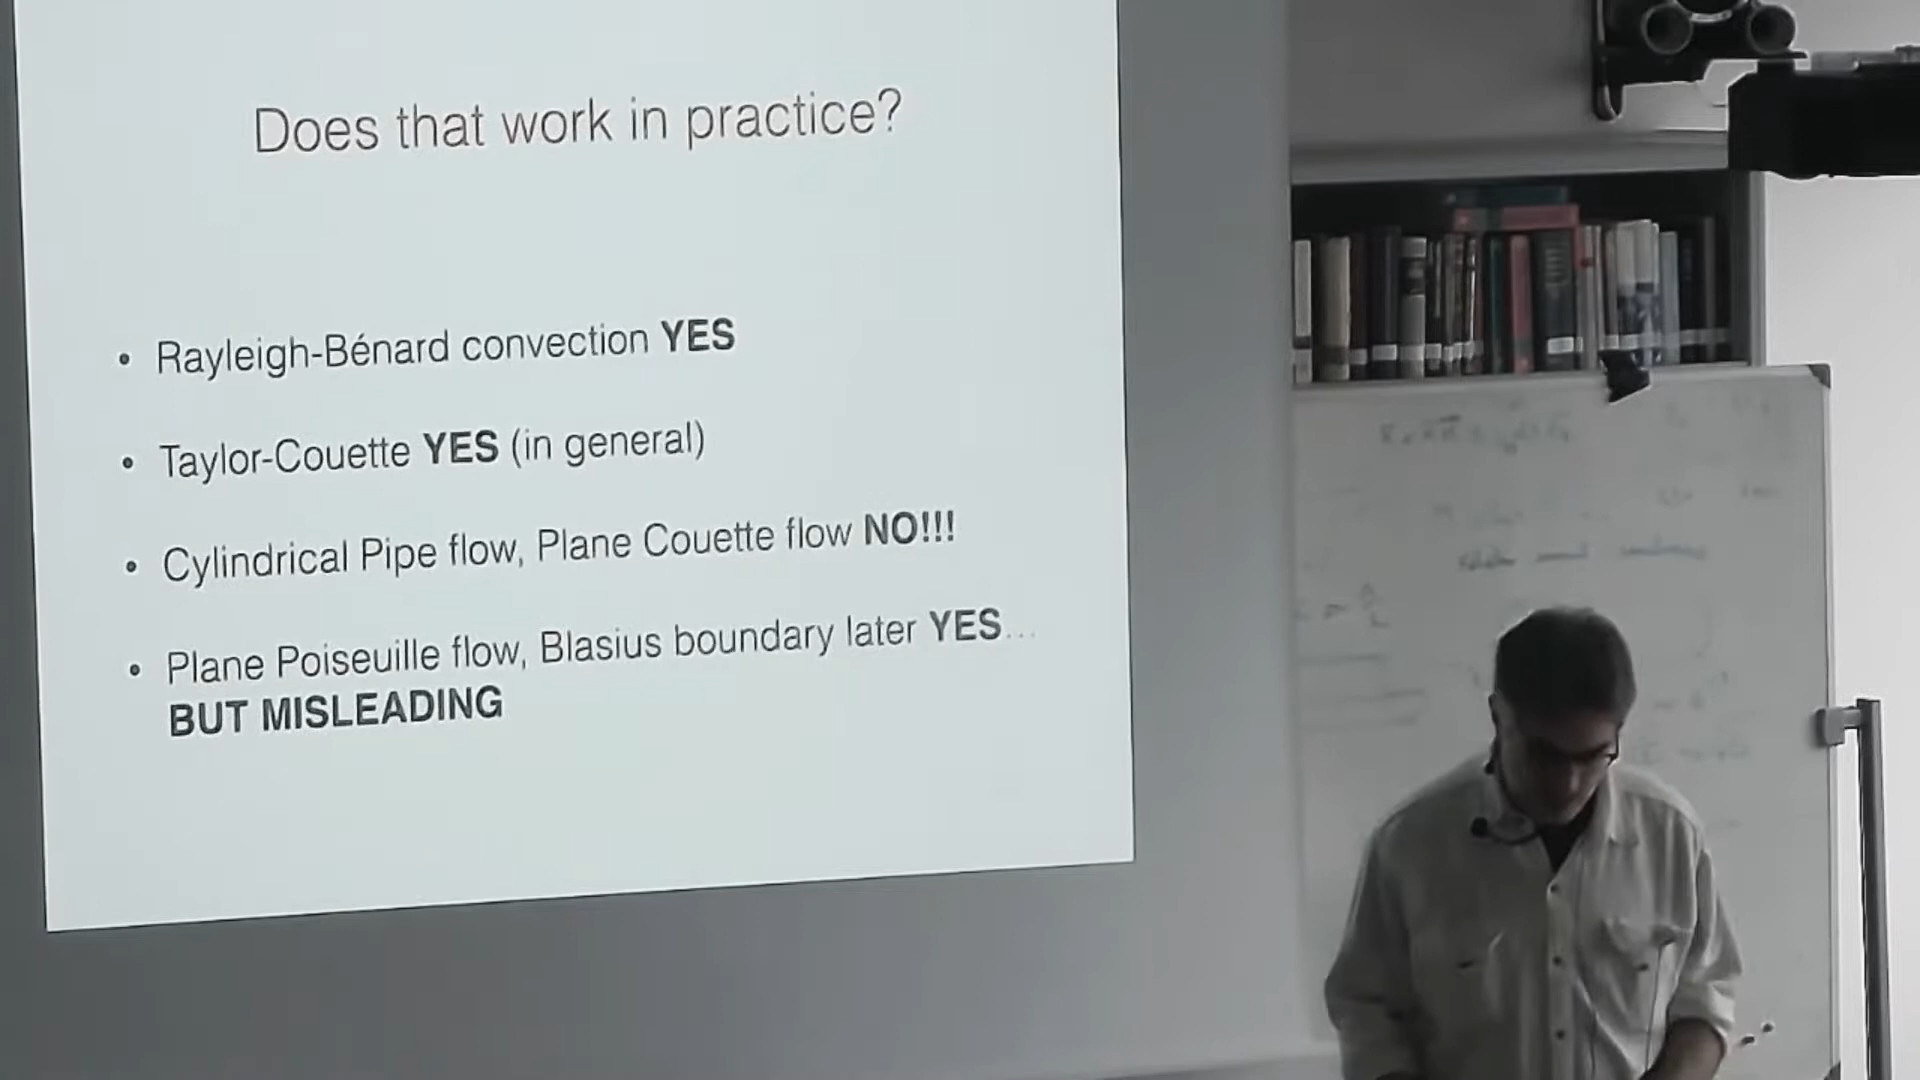 Does that work in practice?
• Rayleigh-Bénard convection YES
• Taylor-Couette YES (in general)
• Cylindrical Pipe flow, Plane Couette flow NO!!!
• Plane Poiseuille flow, Blasius boundary later YES...
BUT MISLEADING